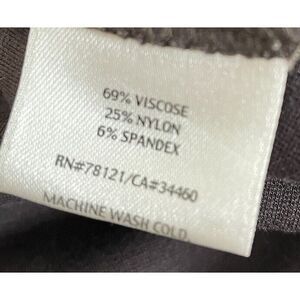 69% VISCOSE
25% NYLON
6% SPANDEX
RN#78121/CA#34460
MACHINE WASH COLD,